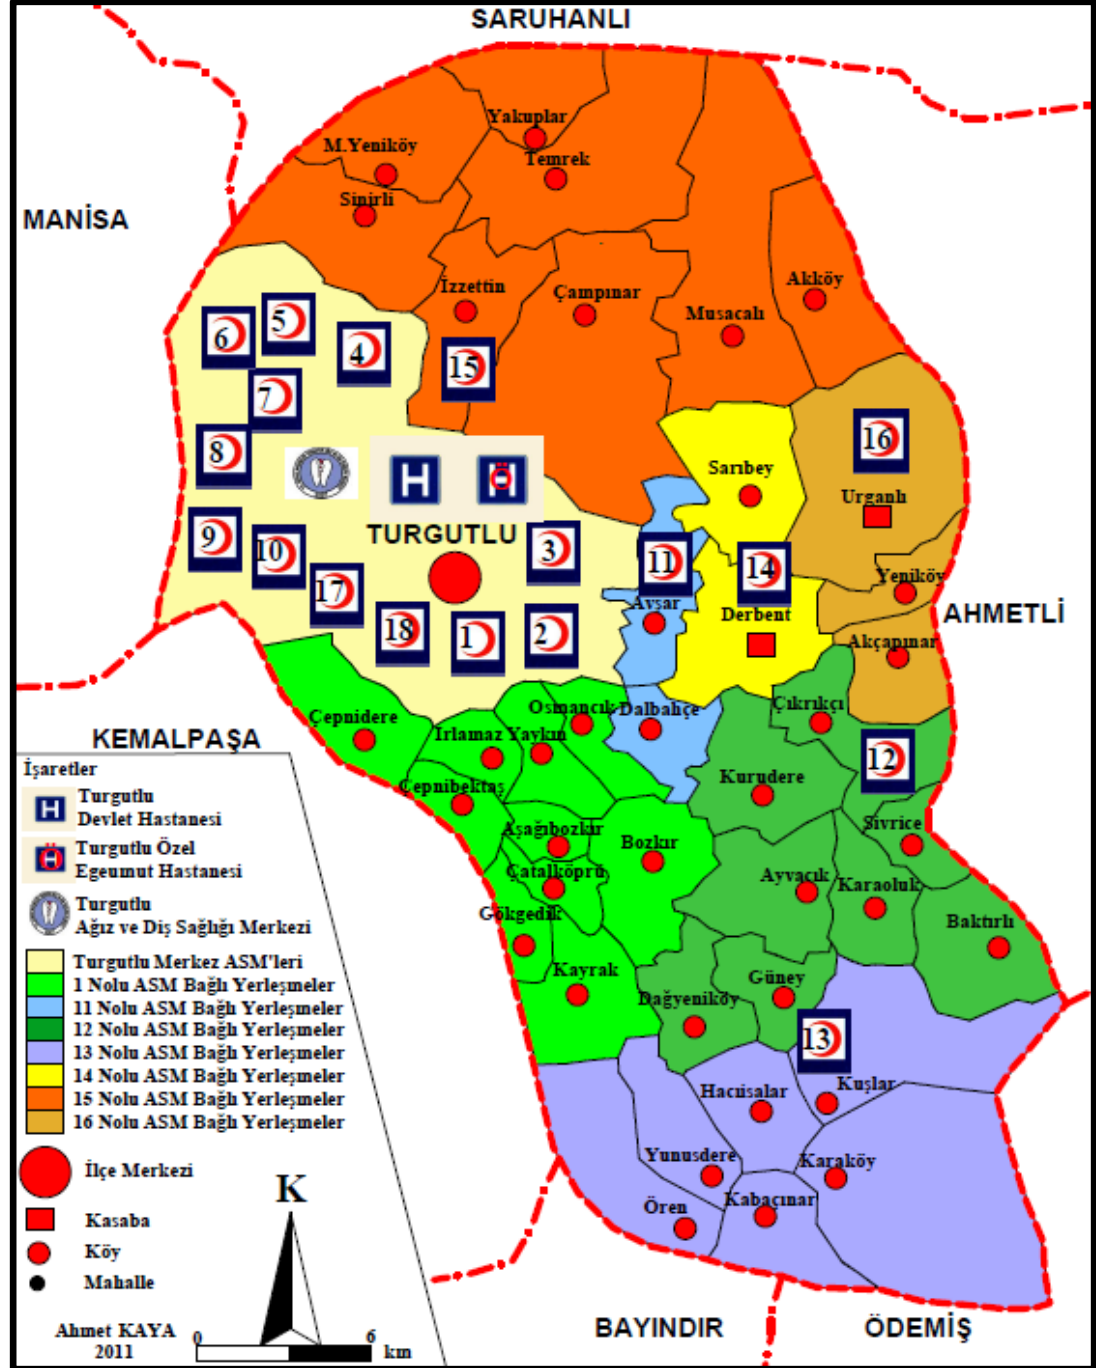 SARUHANLI
Yakuplar
M.Yeniköy
Temrek
Sinirli
MANİSA
Akköy
İzzettin
Çampınar
Musacalı
5
6
4
15
7
16
8
Sarıbey
H
H
Urganlı
9
TURGUTLU
10
3
11
14
Yeniköy
17
Avşar
Derbent
AHMETLİ
18
1
2
Akçapınar
Çepnidere
Osmancık
Dalbahçe
Çıkrıkçı
KEMALPAŞA
Irlamaz
Yaykın
12
Çepnibektaş
Kurudere
Aşağıbozkır
Bozkır
Sivrice
Çatalköprü
Ayvacık
Karaoluk
Gökgedik
Baktırlı
Kayrak
Güney
Dağyeniköy
13
Hacıisalar
Kuşlar
Yunusdere
Karaköy
Ören
Kabaçınar
BAYINDIR
ÖDEMİŞ
İşaretler
H
Turgutlu
Devlet Hastanesi
Turgutlu Özel
Egeumut Hastanesi
Turgutlu
Ağız ve Diş Sağlığı Merkezi
Turgutlu Merkez ASM'leri
1 Nolu ASM Bağlı Yerleşmeler
11 Nolu ASM Bağlı Yerleşmeler
12 Nolu ASM Bağlı Yerleşmeler
13 Nolu ASM Bağlı Yerleşmeler
14 Nolu ASM Bağlı Yerleşmeler
15 Nolu ASM Bağlı Yerleşmeler
16 Nolu ASM Bağlı Yerleşmeler
İlçe Merkezi
Kasaba
Köy
Mahalle
K
Ahmet KAYA
2011
0
6
km